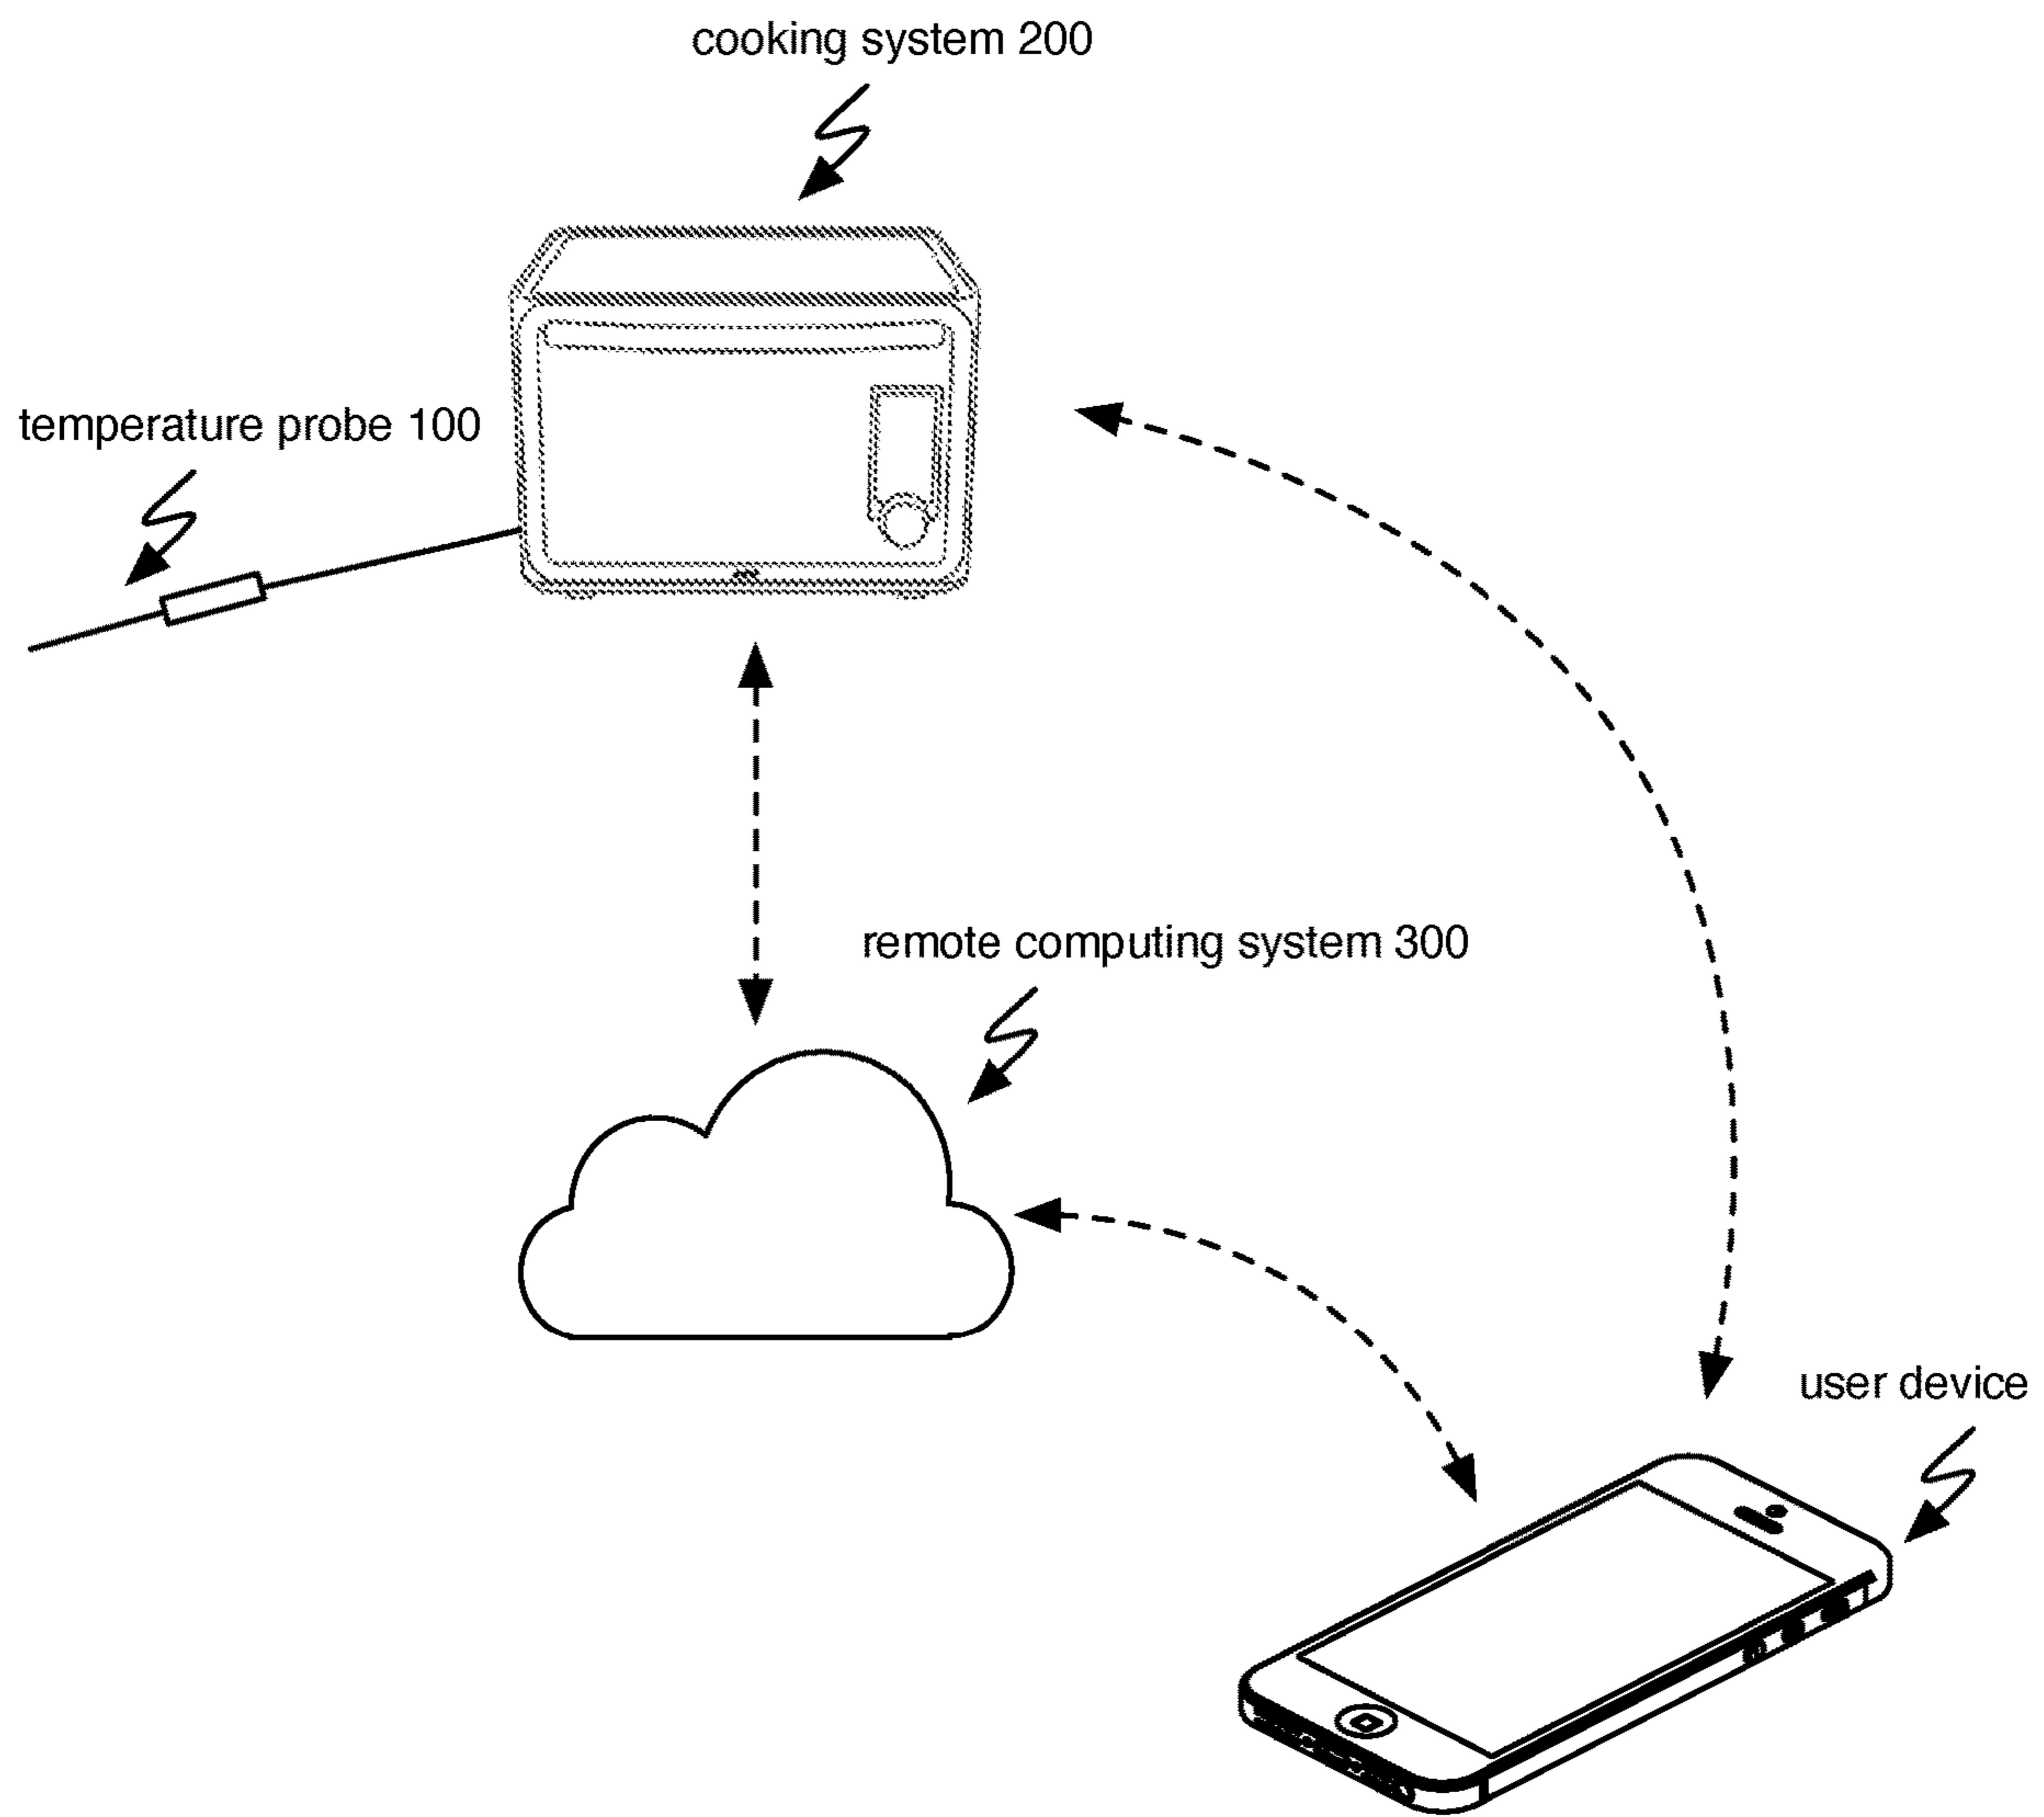 cooking system 200
temperature probe 100
remote computing system 300
user device